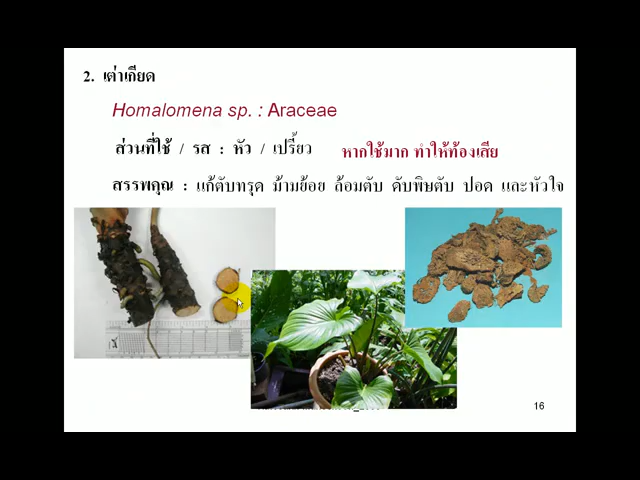 2. เต่าเกียด
Homalomena sp. : Araceae
ส่วนที่ใช้ / รส : หัว / เปรี้ยว หากใช้มาก ทำให้ท้องเสีย
สรรพคุณ : แก้ตับทรุด ม้ามย้อย ล้อมตับ ดับพิษตับ ปอด และหัวใจ
16